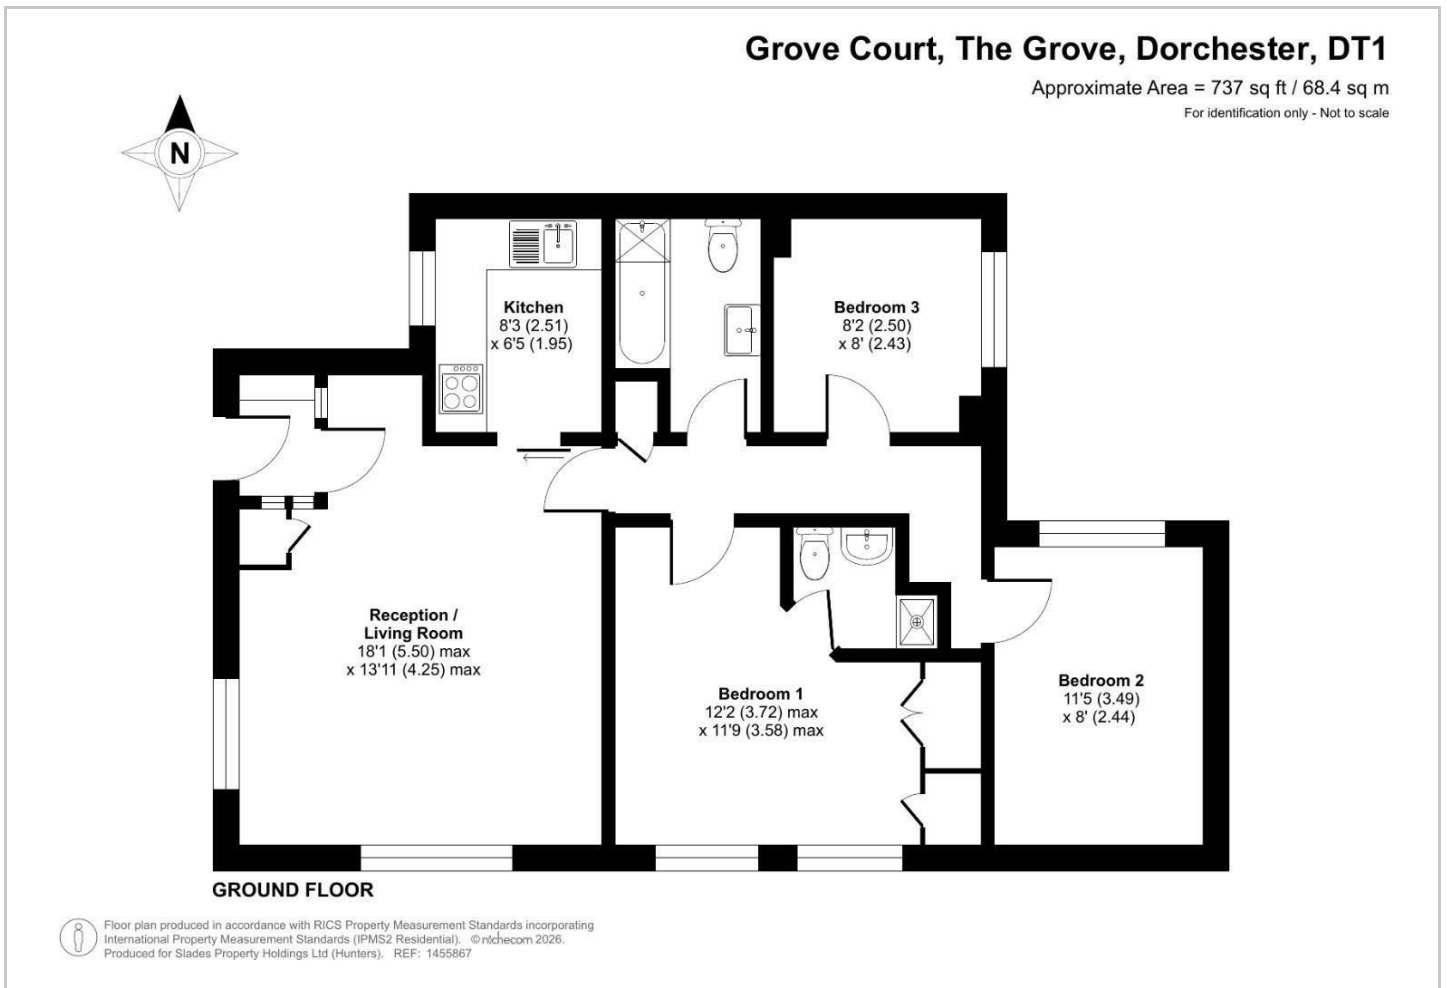 Grove Court, The Grove, Dorchester, DT1
Approximate Area = 737 sq ft / 68.4 sq m
For identification only - Not to scale
N
Kitchen
8'3 (2.51)
x 6'5 (1.95)
Bedroom 3
8'2 (2.50)
x 8' (2.43)
Reception /
Living Room
18'1 (5.50) max
x 13'11 (4.25) max
Bedroom 1
12'2 (3.72) max
x 11'9 (3.58) max
Bedroom 2
11'5 (3.49)
x 8' (2.44)
GROUND FLOOR
Floor plan produced in accordance with RICS Property Measurement Standards incorporating
International Property Measurement Standards (IPMS2 Residential). © nichecom 2026.
Produced for Slades Property Holdings Ltd (Hunters). REF: 1455867